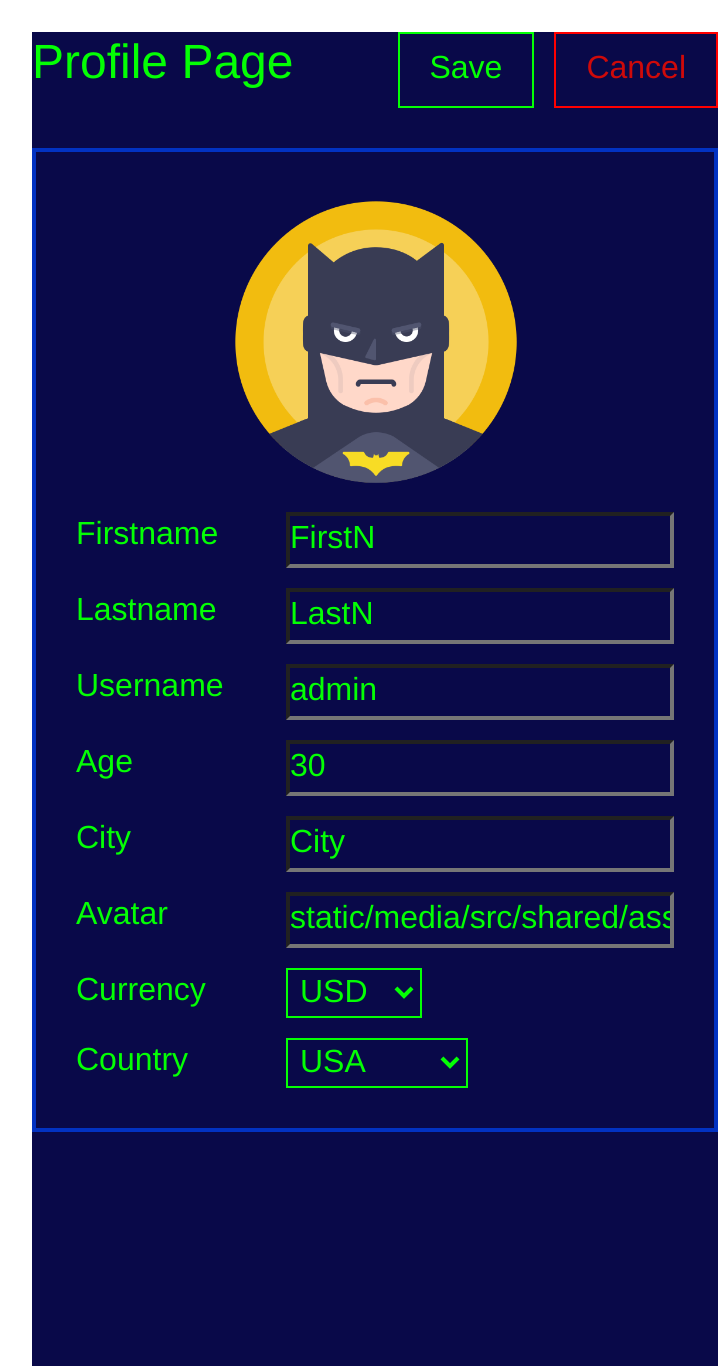 Profile Page Save Cancel
Firstname FirstN
Lastname LastN
Username admin
Age 30
City City
Avatar static/media/src/shared/ass
Currency USD
Country USA